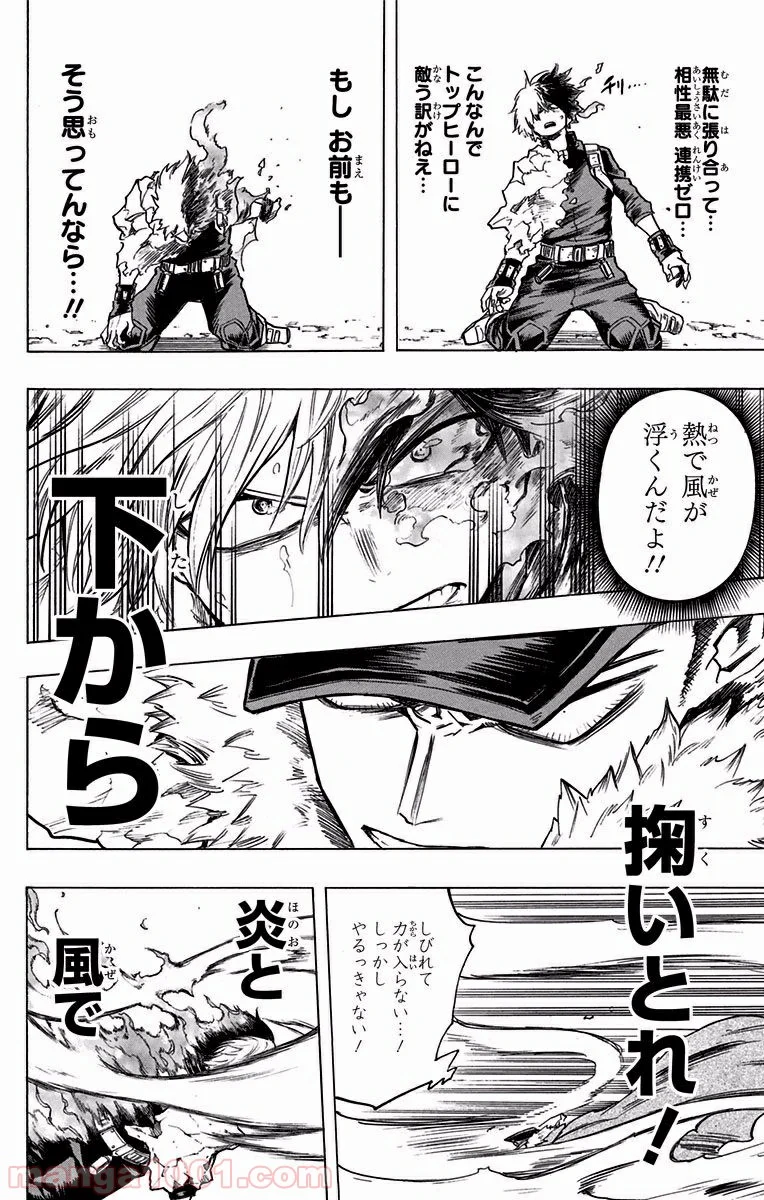 無駄に張り合って…
相性最悪 連携ゼロ…
こんなんで
トップヒーローに
敵う訳がねえ…
チリ…
もし お前も——
そう思ってんなら…!!
熱で風が
浮くんだよ!!
下から
掬いとれ!
しびれて
力が入らない…!
しっかし
やるっきゃない!
炎と
風で
manga1001.com